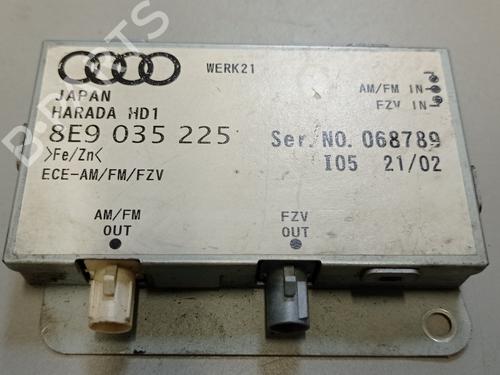 WERK21
AM/FM IN
FZV IN
JAPAN
HARADA HD1
8E9 035 225
>Fe/Zn<
ECE-AM/FM/FZV
Ser. NO. 068789
I05 21/02
AM/FM
OUT
FZV
OUT